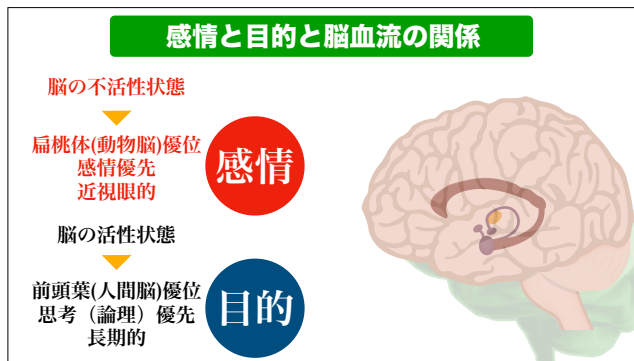 感情と目的と脳血流の関係
脳の不活性状態
扁桃体(動物脳)優位
感情優先
近視眼的
感情
脳の活性状態
前頭葉(人間脳)優位
思考（論理）優先
長期的
目的